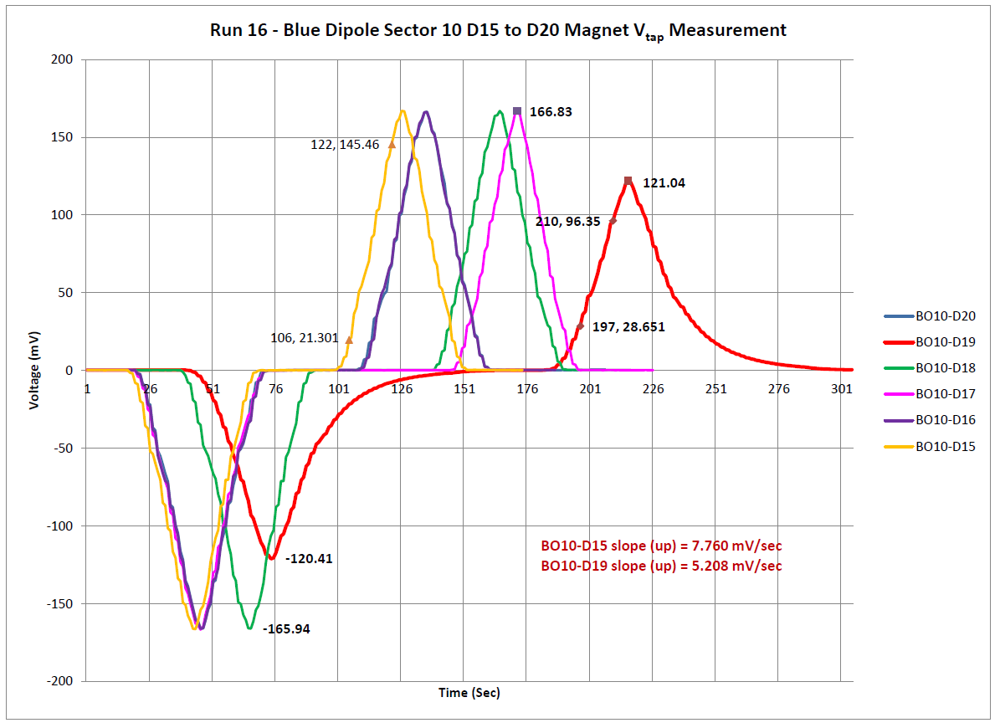 Run 16 - Blue Dipole Sector 10 D15 to D20 Magnet Vtap Measurement
200
150
100
50
0
-50
-100
-150
-200
Voltage (mV)
1
26
51
76
101
126
151
176
201
226
251
276
301
Time (Sec)
166.83
122, 145.46
121.04
210, 96.35
106, 21.301
197, 28.651
-120.41
-165.94
BO10-D15 slope (up) = 7.760 mV/sec
BO10-D19 slope (up) = 5.208 mV/sec
BO10-D20
BO10-D19
BO10-D18
BO10-D17
BO10-D16
BO10-D15